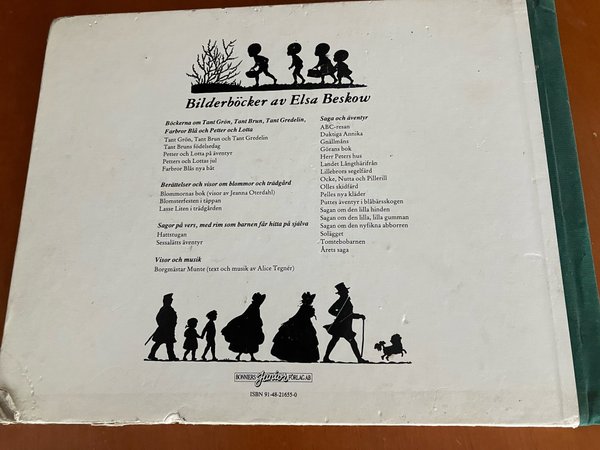 Bilderböcker av Elsa Beskow
Böckerna om Tant Grön, Tant Brun, Tant Gredelin,
Farbror Blå och Petter och Lotta
Tant Grön, Tant Brun och Tant Gredelin
Tant Bruns födelsedag
Petter och Lotta på äventyr
Petters och Lottas jul
Farbror Blås nya båt
Berättelser och visor om blommor och trädgård
Blommornas bok (visor av Jeanna Oterdahl)
Blomsterfesten i täppan
Lasse Liten i trädgården
Sagor på vers, med rim som barnen får hitta på själva
Hattstugan
Sessalätts äventyr
Visor och musik
Borgmästar Munte (text och musik av Alice Tegnér)
Saga och äventyr
ABC-resan
Duktiga Annika
Gnällmåns
Görans bok
Herr Peters hus
Landet Långthärifrån
Lillebrors segelfärd
Ocke, Nutta och Pillerill
Olles skidfärd
Pelles nya kläder
Puttes äventyr i blåbärsskogen
Sagan om den lilla hinden
Sagan om den lilla, lilla gumman
Sagan om den nyfikna abborren
Solägget
Tomtebobarnen
Årets saga
BONNIERS Junior FÖRLAG AB
ISBN 91-48-21655-0